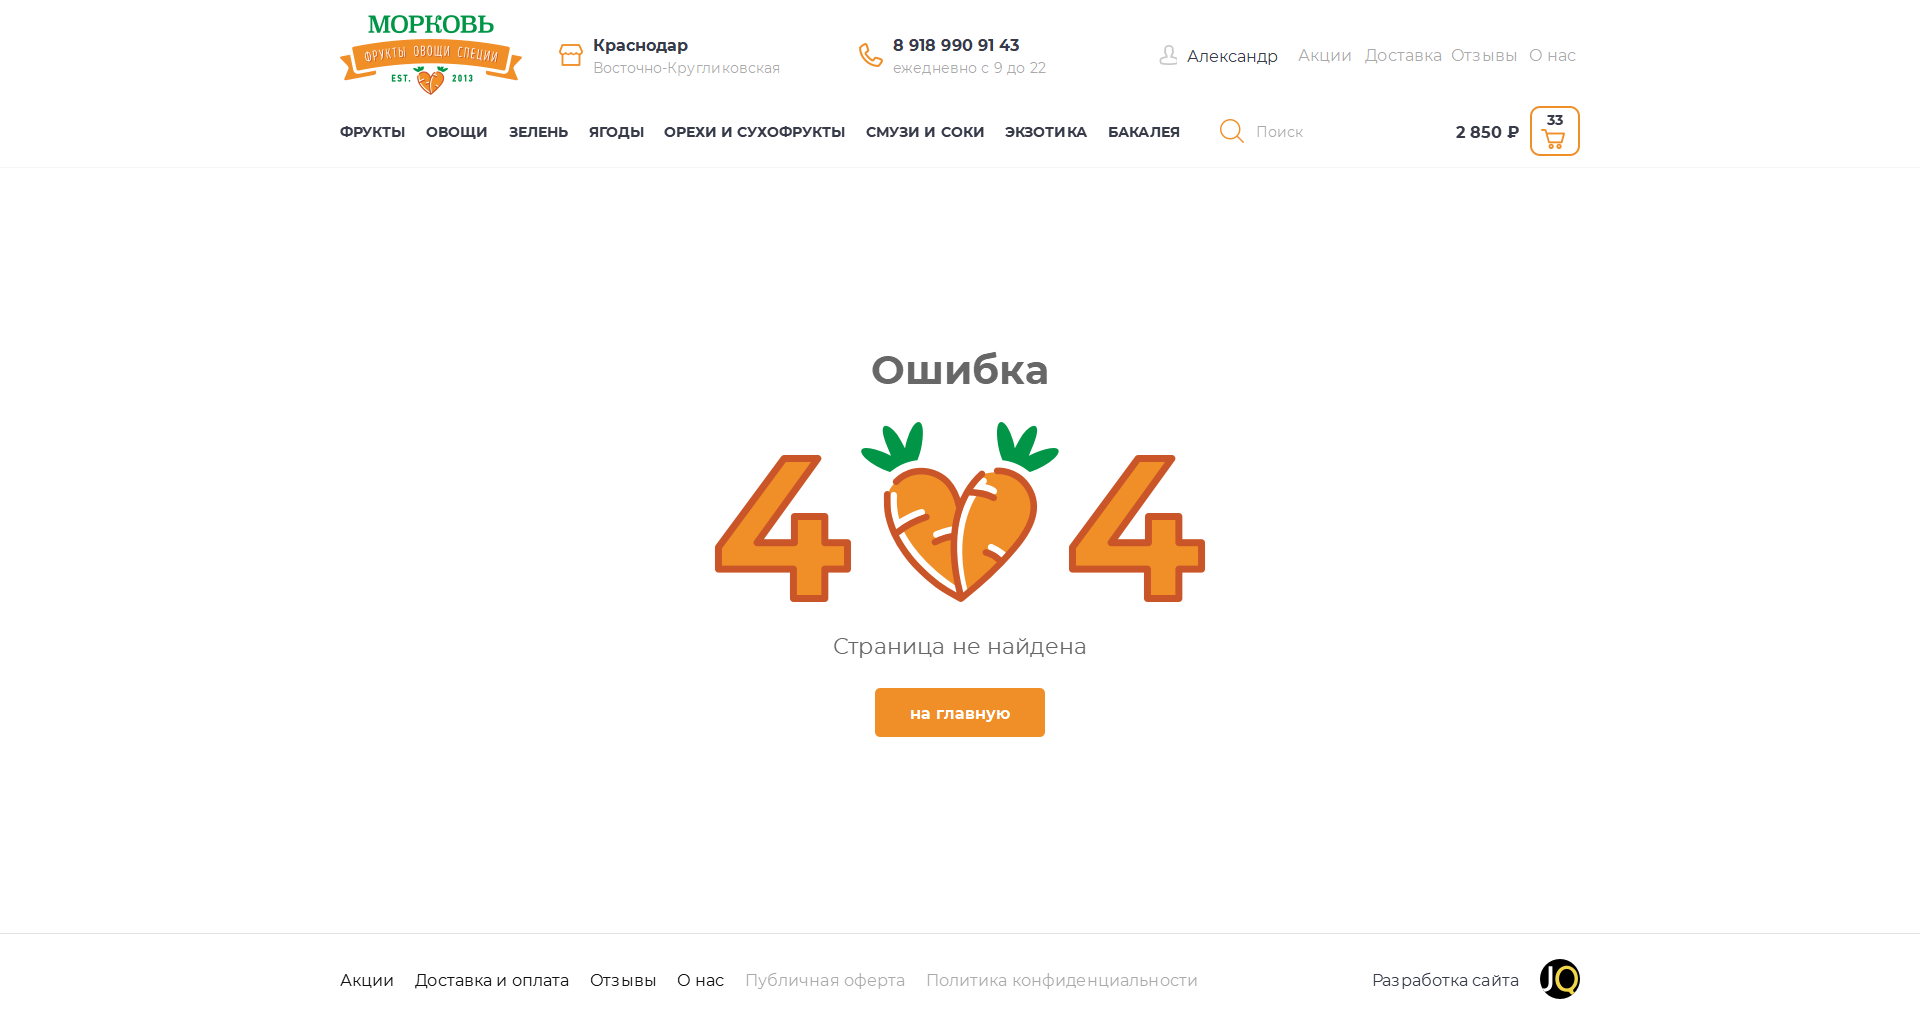 МОРКОВЬ
ФРУКТЫ ОВОЩИ СПЕЦИИ
EST. 2013
Краснодар
Восточно-Кругликовская
8 918 990 91 43
ежедневно с 9 до 22
Александр Акции Доставка Отзывы О нас
ФРУКТЫ ОВОЩИ ЗЕЛЕНЬ ЯГОДЫ ОРЕХИ И СУХОФРУКТЫ СМУЗИ И СОКИ ЭКЗОТИКА БАКАЛЕЯ Поиск 2 850 ₽ 33
Ошибка
4 4
Страница не найдена
на главную
Акции Доставка и оплата Отзывы О нас Публичная оферта Политика конфиденциальности Разработка сайта JQ